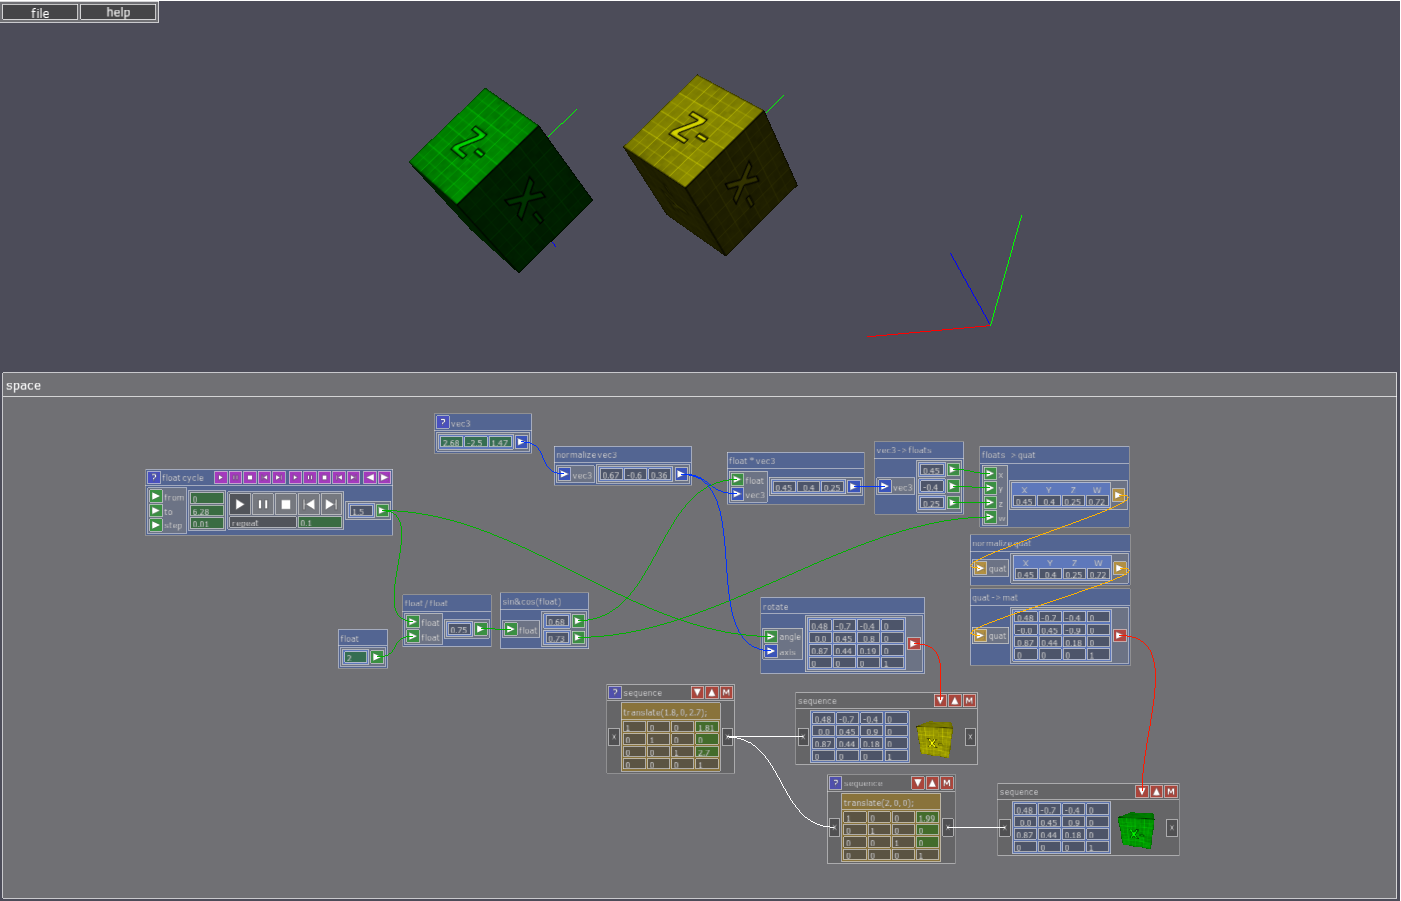 file help
Z-
X-
Z-
X-
space
? vec3
2.68 -2.5 1.47
normalize vec3
vec3 0.67 -0.6 0.36
float * vec3
float
vec3
0.45 0.4 0.25
vec3 -> floats
vec3
0.45
-0.4
0.25
floats -> quat
x
y
z
w
X Y Z W
0.45 0.4 0.25 0.72
? float cycle
from 0
to 6.28
step 0.01
repeat 0.1
1.5
normalize quat
quat
X Y Z W
0.45 0.4 0.25 0.72
float / float
float
float
0.75
sin&cos(float)
float
0.68
0.73
float
2
rotate
angle
axis
0.48 -0.7 -0.4 0
0.0 0.45 0.8 0
0.87 0.44 0.19 0
0 0 0 1
quat -> mat
quat
0.48 -0.7 -0.4 0
-0.0 0.45 -0.9 0
0.87 0.44 0.18 0
0 0 0 1
? sequence M
translate(1.8, 0, 2.7);
1 0 0 1.81
0 1 0 0
0 0 1 2.7
0 0 0 1
x
sequence V M
0.48 -0.7 -0.4 0
0.0 0.45 0.9 0
0.87 0.44 0.18 0
0 0 0 1
X
x
? sequence M
translate(2, 0, 0);
1 0 0 1.99
0 1 0 0
0 0 1 0
0 0 0 1
sequence V M
0.48 -0.7 -0.4 0
0.0 0.45 0.9 0
0.87 0.44 0.18 0
0 0 0 1
X
x